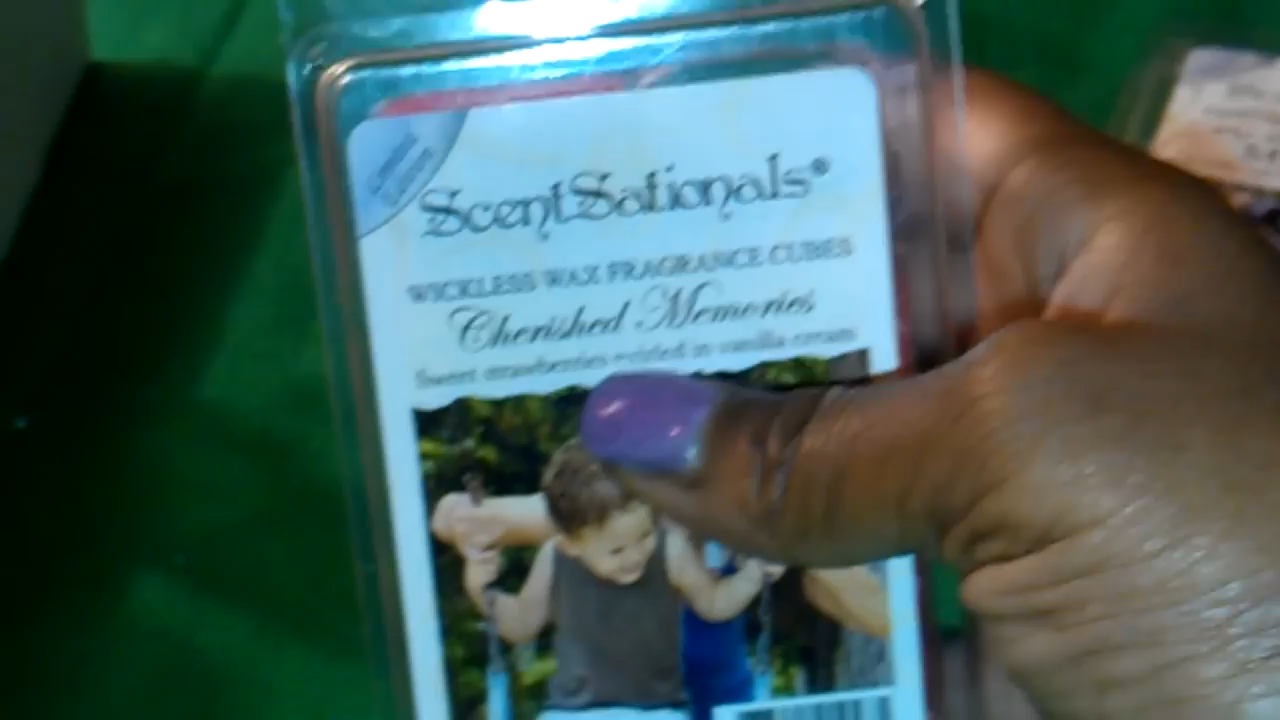 ScentSationals®
WICKLESS WAX FRAGRANCE CUBES
Cherished Memories
Sweet strawberries swirled in vanilla cream